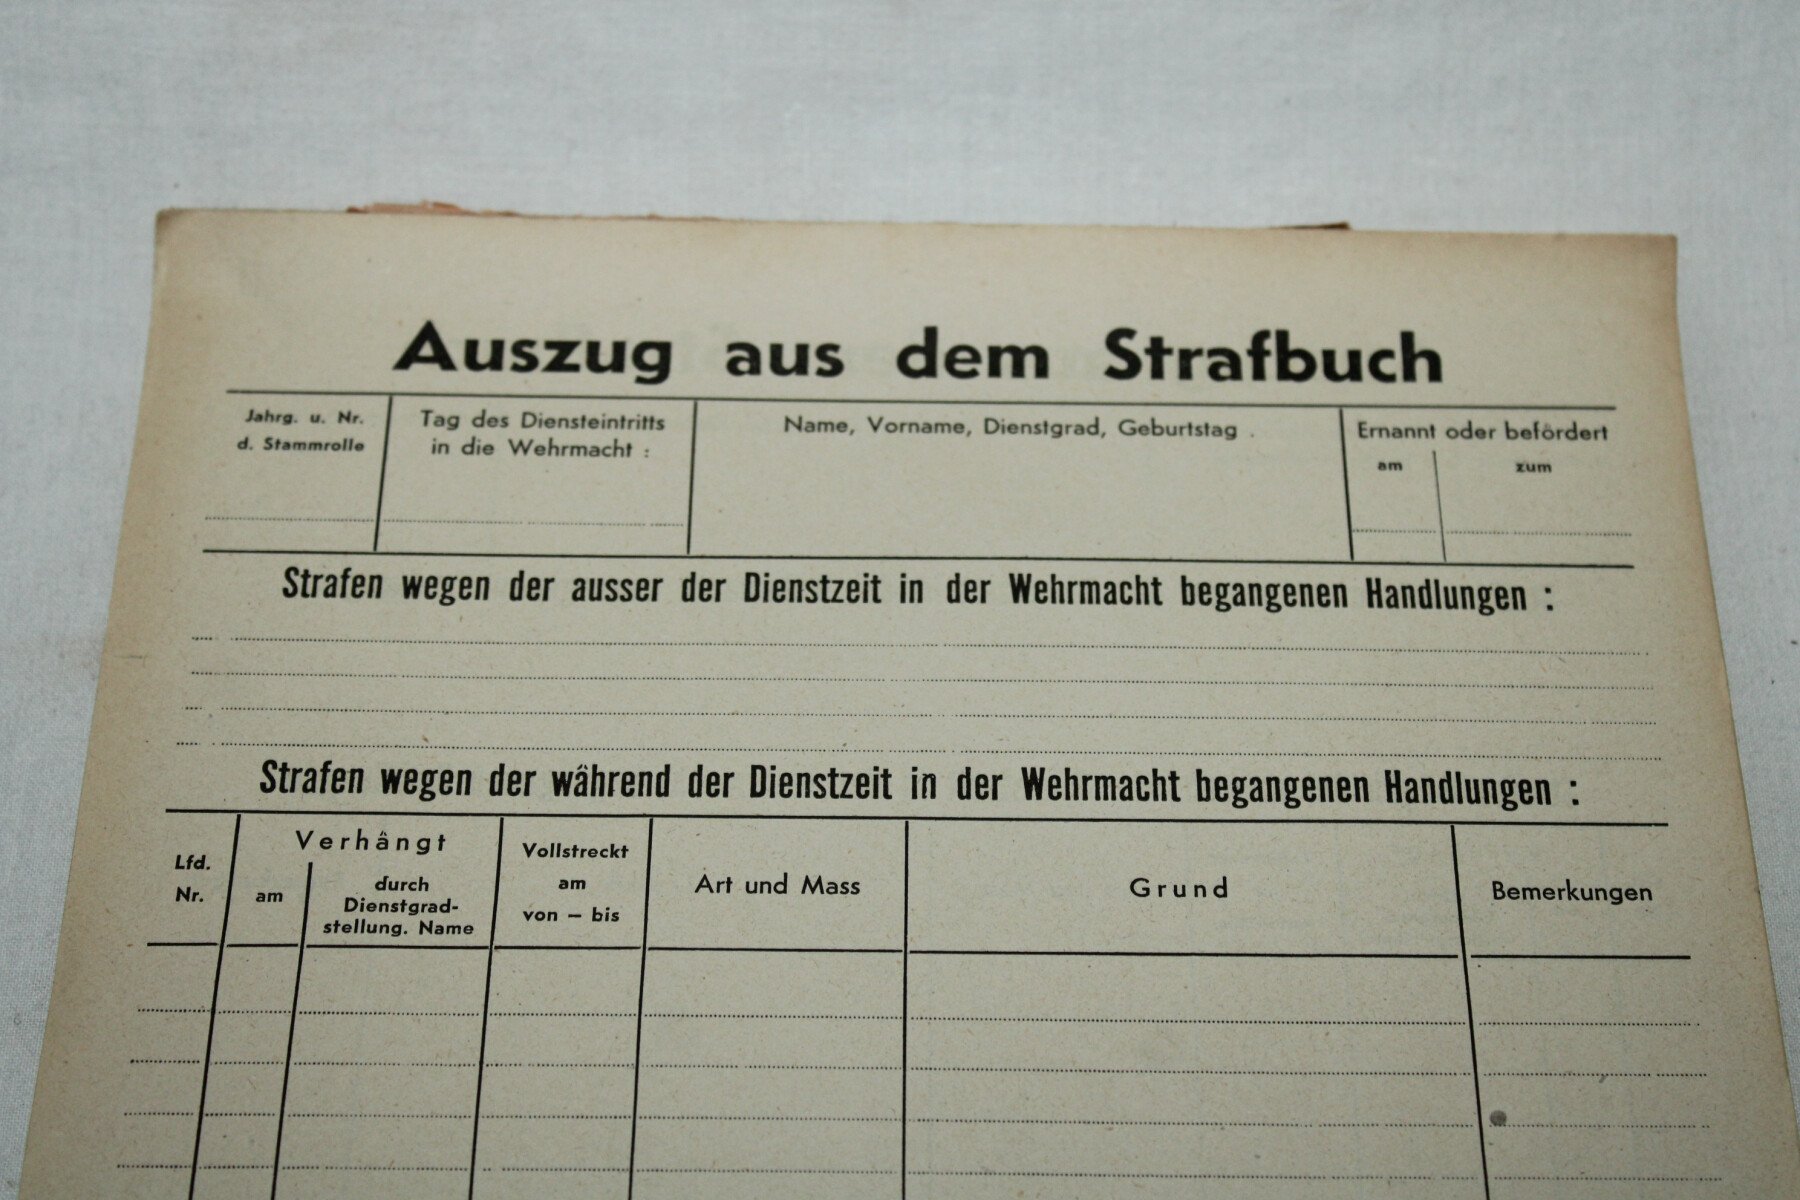 Auszug aus dem Strafbuch
Jahrg. u. Nr.
d. Stammrolle
Tag des Diensteintritts
in die Wehrmacht :
Name, Vorname, Dienstgrad, Geburtstag .
Ernannt oder befördert
am
zum
Strafen wegen der ausser der Dienstzeit in der Wehrmacht begangenen Handlungen :
Strafen wegen der während der Dienstzeit in der Wehrmacht begangenen Handlungen :
Lfd.
Nr.
Verhängt
am
durch
Dienstgrad-
stellung. Name
Vollstreckt
am
von – bis
Art und Mass
Grund
Bemerkungen